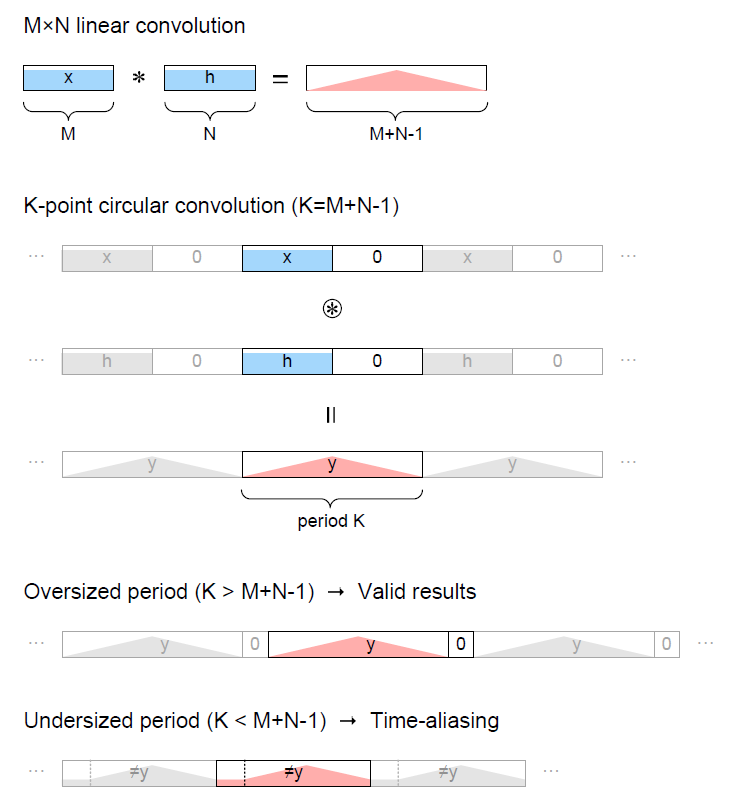 M×N linear convolution
x * h =
M N M+N-1
K-point circular convolution (K=M+N-1)
... x 0 x 0 x 0 ...
⊛
... h 0 h 0 h 0 ...
=
... y y y ...
period K
Oversized period (K > M+N-1) → Valid results
... y 0 y 0 y 0 ...
Undersized period (K < M+N-1) → Time-aliasing
... ≠y ≠y ≠y ...